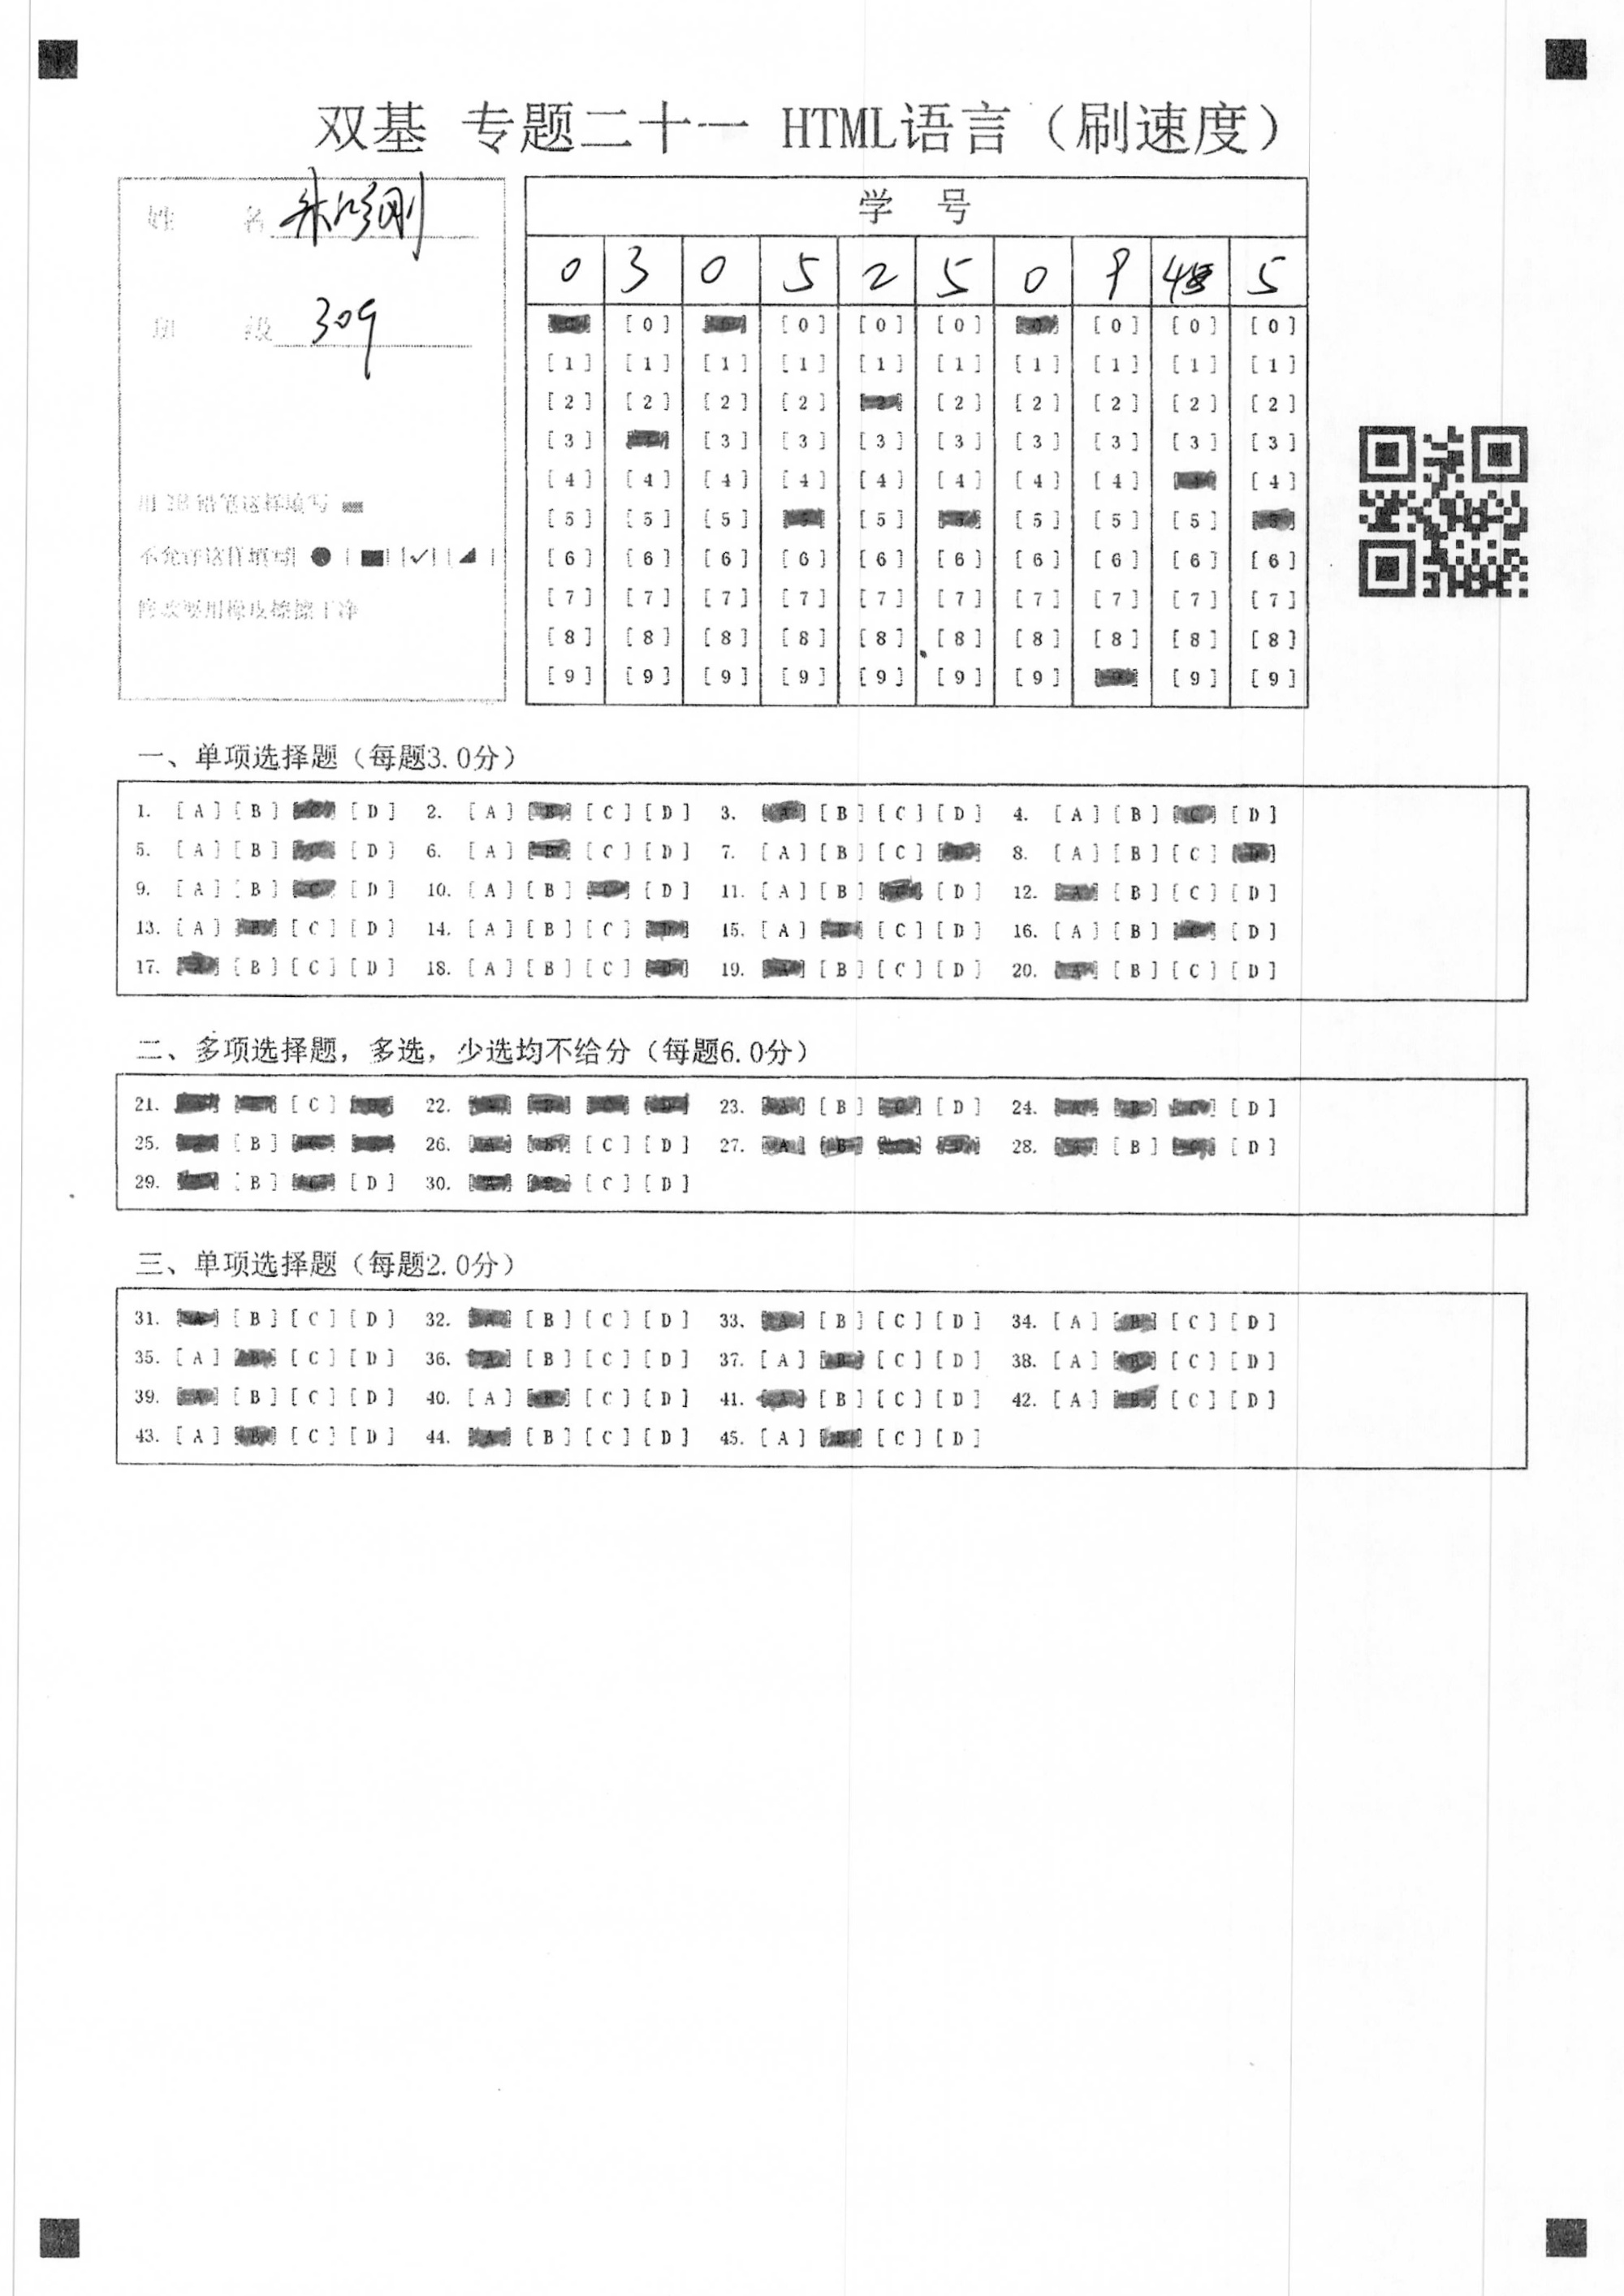 双基 专题二十一 HTML语言（刷速度）
姓 名
班 级 309
用 2B 铅笔这样填写
不允许这样填写
修改要用橡皮擦擦干净
学 号
0 3 0 5 2 5 0 9 4 5
[0] [0] [0] [0] [0] [0] [0]
[1] [1] [1] [1] [1] [1] [1] [1] [1] [1]
[2] [2] [2] [2] [2] [2] [2] [2] [2] [2]
[3] [3] [3] [3] [3] [3] [3] [3] [3]
[4] [4] [4] [4] [4] [4] [4] [4] [4]
[5] [5] [5] [5] [5] [5] [5]
[6] [6] [6] [6] [6] [6] [6] [6] [6] [6]
[7] [7] [7] [7] [7] [7] [7] [7] [7] [7]
[8] [8] [8] [8] [8] [8] [8] [8] [8] [8]
[9] [9] [9] [9] [9] [9] [9] [9] [9]
一、单项选择题（每题3.0分）
1. [A] [B] [C] [D] 2. [A] [B] [C] [D] 3. [A] [B] [C] [D] 4. [A] [B] [C] [D]
5. [A] [B] [C] [D] 6. [A] [B] [C] [D] 7. [A] [B] [C] [D] 8. [A] [B] [C] [D]
9. [A] [B] [C] [D] 10. [A] [B] [C] [D] 11. [A] [B] [C] [D] 12. [A] [B] [C] [D]
13. [A] [B] [C] [D] 14. [A] [B] [C] [D] 15. [A] [B] [C] [D] 16. [A] [B] [C] [D]
17. [A] [B] [C] [D] 18. [A] [B] [C] [D] 19. [A] [B] [C] [D] 20. [A] [B] [C] [D]
二、多项选择题，多选，少选均不给分（每题6.0分）
21. [A] [B] [C] [D] 22. [A] [B] [C] [D] 23. [A] [B] [C] [D] 24. [A] [B] [C] [D]
25. [A] [B] [C] [D] 26. [A] [B] [C] [D] 27. [A] [B] [C] [D] 28. [A] [B] [C] [D]
29. [A] [B] [C] [D] 30. [A] [B] [C] [D]
三、单项选择题（每题2.0分）
31. [A] [B] [C] [D] 32. [A] [B] [C] [D] 33. [A] [B] [C] [D] 34. [A] [B] [C] [D]
35. [A] [B] [C] [D] 36. [A] [B] [C] [D] 37. [A] [B] [C] [D] 38. [A] [B] [C] [D]
39. [A] [B] [C] [D] 40. [A] [B] [C] [D] 41. [A] [B] [C] [D] 42. [A] [B] [C] [D]
43. [A] [B] [C] [D] 44. [A] [B] [C] [D] 45. [A] [B] [C] [D]